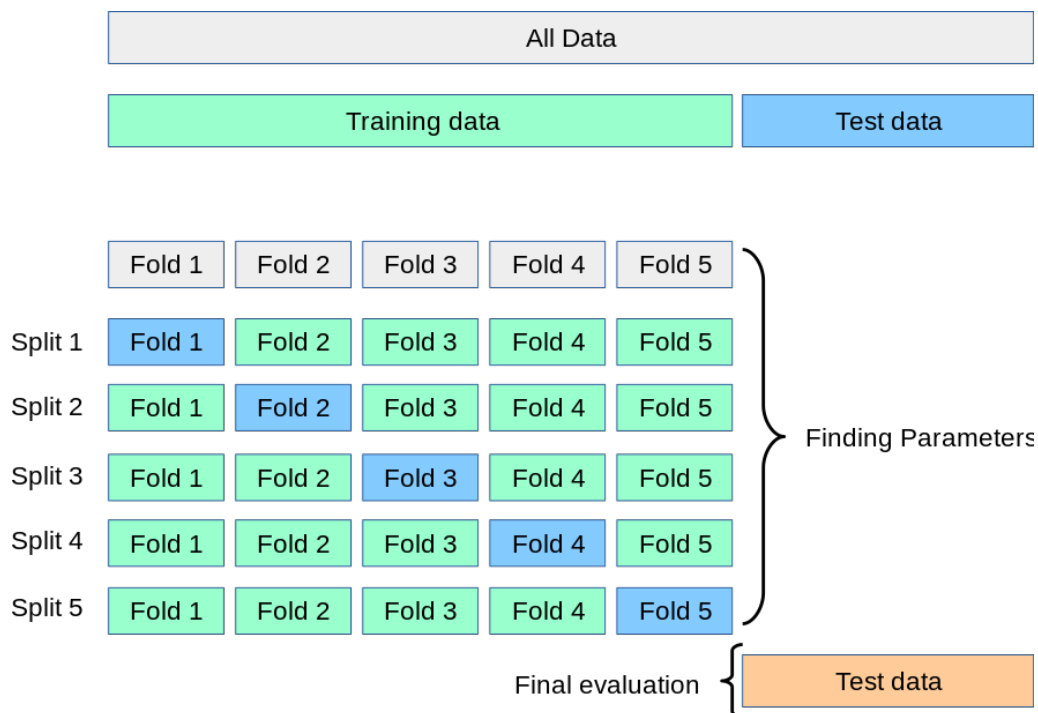 All Data
Training data Test data
Fold 1 Fold 2 Fold 3 Fold 4 Fold 5
Split 1 Fold 1 Fold 2 Fold 3 Fold 4 Fold 5
Split 2 Fold 1 Fold 2 Fold 3 Fold 4 Fold 5
Finding Parameters
Split 3 Fold 1 Fold 2 Fold 3 Fold 4 Fold 5
Split 4 Fold 1 Fold 2 Fold 3 Fold 4 Fold 5
Split 5 Fold 1 Fold 2 Fold 3 Fold 4 Fold 5
Final evaluation Test data